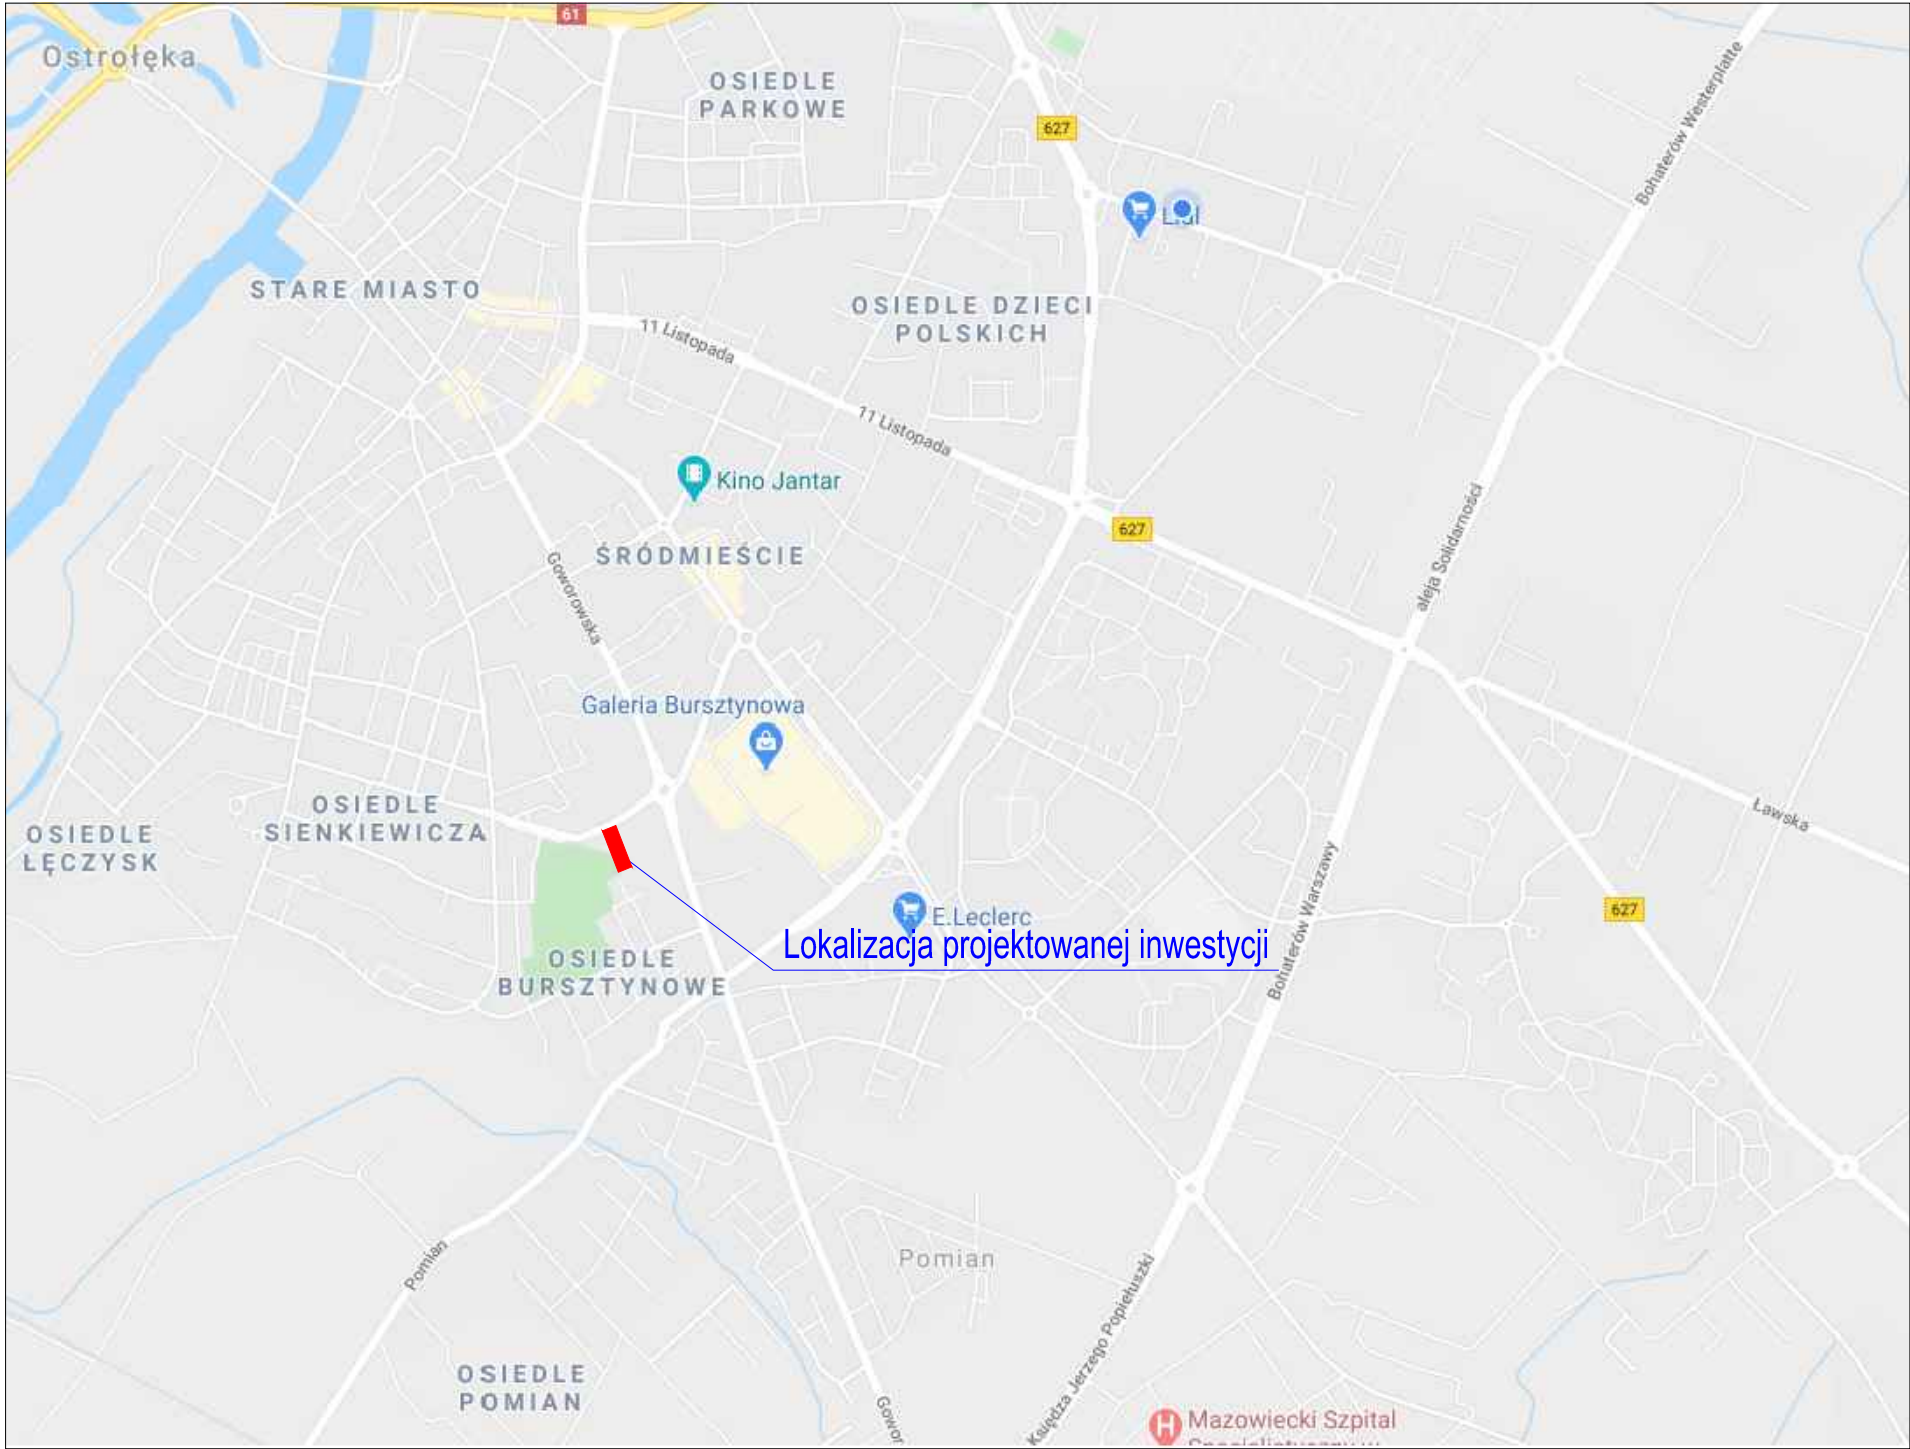 61
Ostrołęka
OSIEDLE
PARKOWE
627
Bohaterów Westerplatte
Lidl
STARE MIASTO
OSIEDLE DZIECI
POLSKICH
11 Listopada
11 Listopada
Kino Jantar
627
aleja Solidarności
ŚRÓDMIEŚCIE
Goworowska
Galeria Bursztynowa
OSIEDLE
SIENKIEWICZA
OSIEDLE
ŁĘCZYSK
Ławska
Bohaterów Warszawy
627
E.Leclerc
Lokalizacja projektowanej inwestycji
OSIEDLE
BURSZTYNOWE
Pomian
Pomian
Księdza Jerzego Popiełuszki
OSIEDLE
POMIAN
Gowor
H
Mazowiecki Szpital